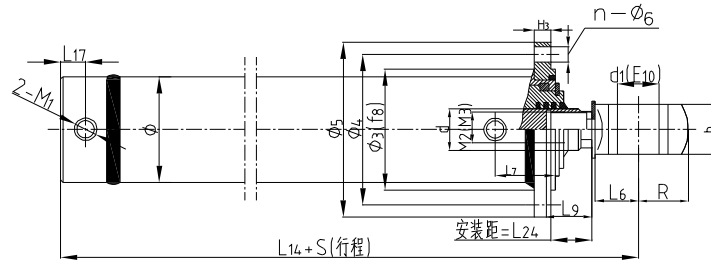 H3
n-Φ6
L17
d1(E10)
2-M1
Φ
Φ5
Φ4
Φ3(f8)
d
M2(M3)
b
L7
L6
R
L9
安装距=L24
L14+S(行程)